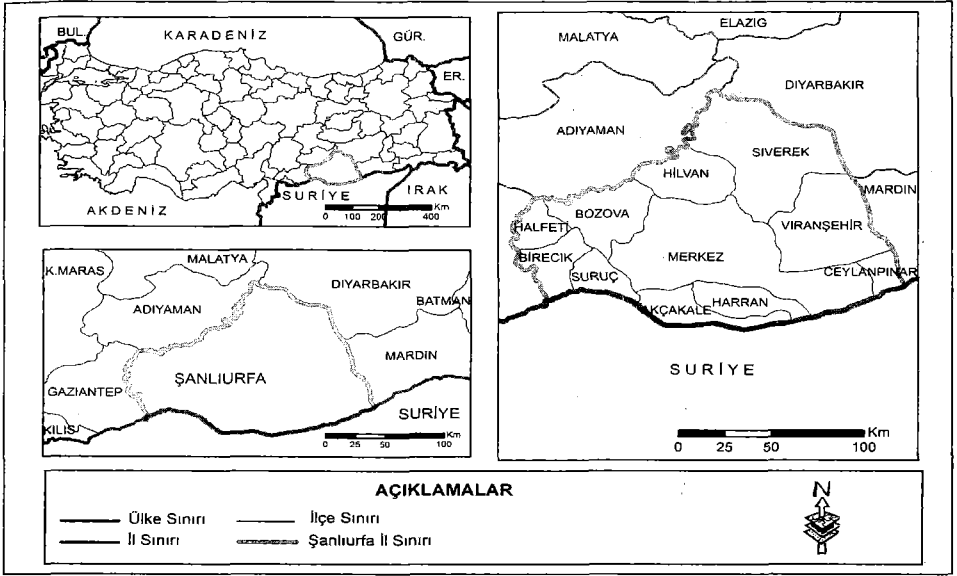 BUL.
KARADENİZ
GÜR.
ER.
SURİYE
IRAK
AKDENİZ
0 100 200 400 Km
K.MARAS
MALATYA
DIYARBAKIR
BATMAN
ADIYAMAN
MARDIN
ŞANLIURFA
GAZIANTEP
SURİYE
KILIS
0 25 50 100 Km
ELAZIG
MALATYA
DIYARBAKIR
ADIYAMAN
SIVEREK
HİLVAN
MARDIN
BOZOVA
HALFETİ
VIRANŞEHİR
BİRECIK
MERKEZ
SURUÇ
CEYLANPINAR
HARRAN
AKÇAKALE
SURİYE
0 25 50 100 Km
AÇIKLAMALAR
Ülke Sınırı
İlçe Sınırı
İl Sınırı
Şanlıurfa İl Sınırı
N